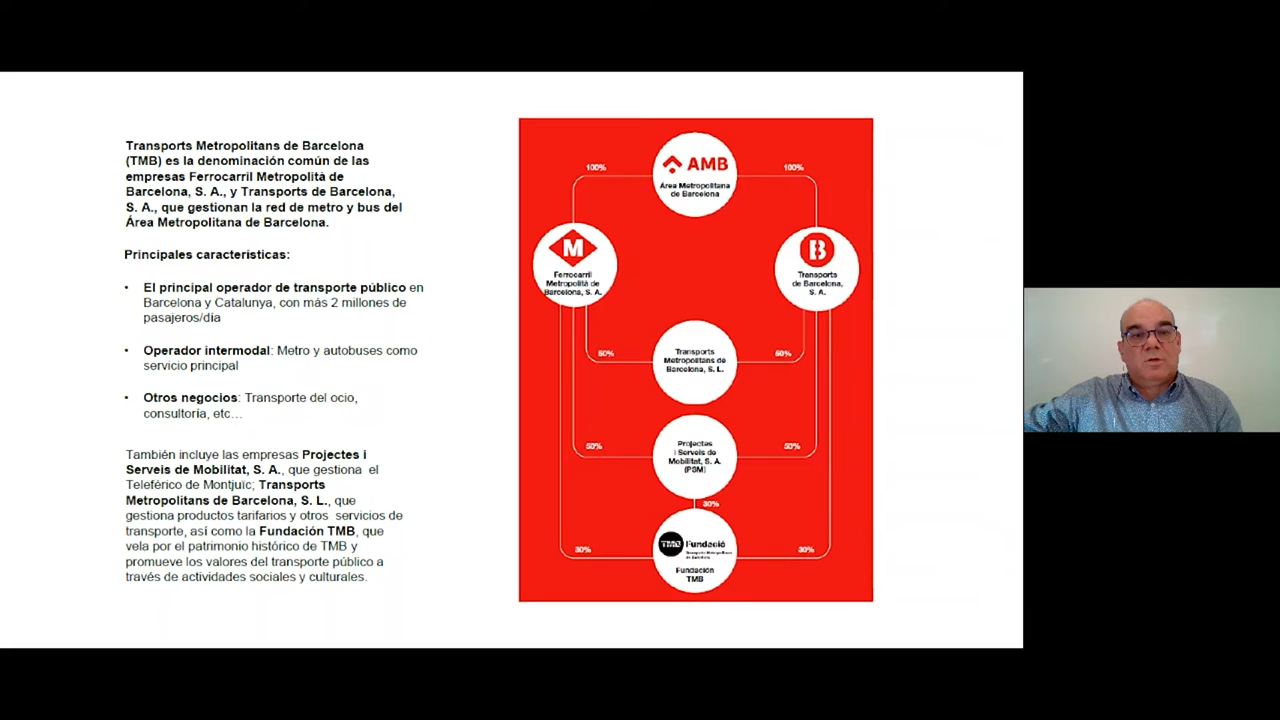 Transports Metropolitans de Barcelona
(TMB) es la denominación común de las
empresas Ferrocarril Metropolità de
Barcelona, S. A., y Transports de Barcelona,
S. A., que gestionan la red de metro y bus del
Área Metropolitana de Barcelona.
Principales características:
• El principal operador de transporte público en
Barcelona y Catalunya, con más 2 millones de
pasajeros/día
• Operador intermodal: Metro y autobuses como
servicio principal
• Otros negocios: Transporte del ocio,
consultoría, etc…
También incluye las empresas Projectes i
Serveis de Mobilitat, S. A., que gestiona el
Teleférico de Montjuïc; Transports
Metropolitans de Barcelona, S. L., que
gestiona productos tarifarios y otros servicios de
transporte, así como la Fundación TMB, que
vela por el patrimonio histórico de TMB y
promueve los valores del transporte público a
través de actividades sociales y culturales.
100%
AMB
100%
Área Metropolitana
de Barcelona
M
Ferrocarril
Metropolità de
Barcelona, S. A.
B
Transports
de Barcelona,
S. A.
50%
Transports
Metropolitans de
Barcelona, S. L.
50%
50%
Projectes
i Serveis de
Mobilitat, S. A.
(PSM)
50%
30%
30%
TMB Fundació
Transports Metropolitans
de Barcelona
Fundación
TMB
30%